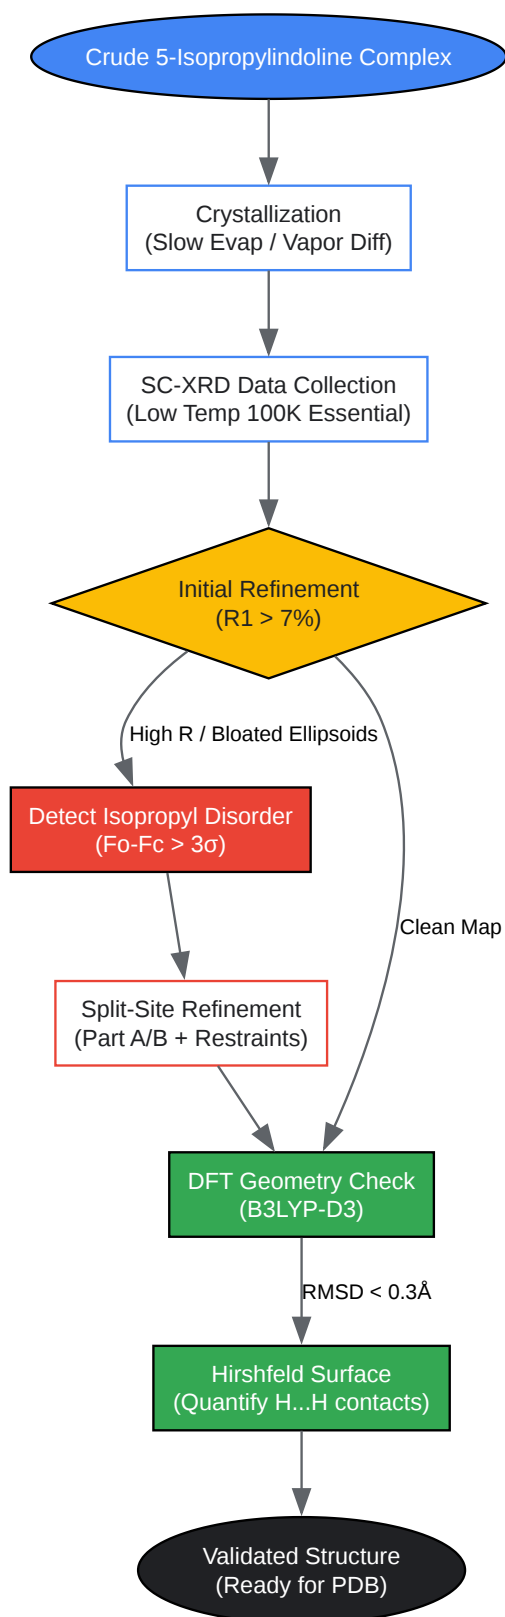 Crude 5-Isopropylindoline Complex
Crystallization
(Slow Evap / Vapor Diff)
SC-XRD Data Collection
(Low Temp 100K Essential)
Initial Refinement
(R1 > 7%)
High R / Bloated Ellipsoids
Detect Isopropyl Disorder
(Fo-Fc > 3σ)
Clean Map
Split-Site Refinement
(Part A/B + Restraints)
DFT Geometry Check
(B3LYP-D3)
RMSD < 0.3Å
Hirshfeld Surface
(Quantify H...H contacts)
Validated Structure
(Ready for PDB)